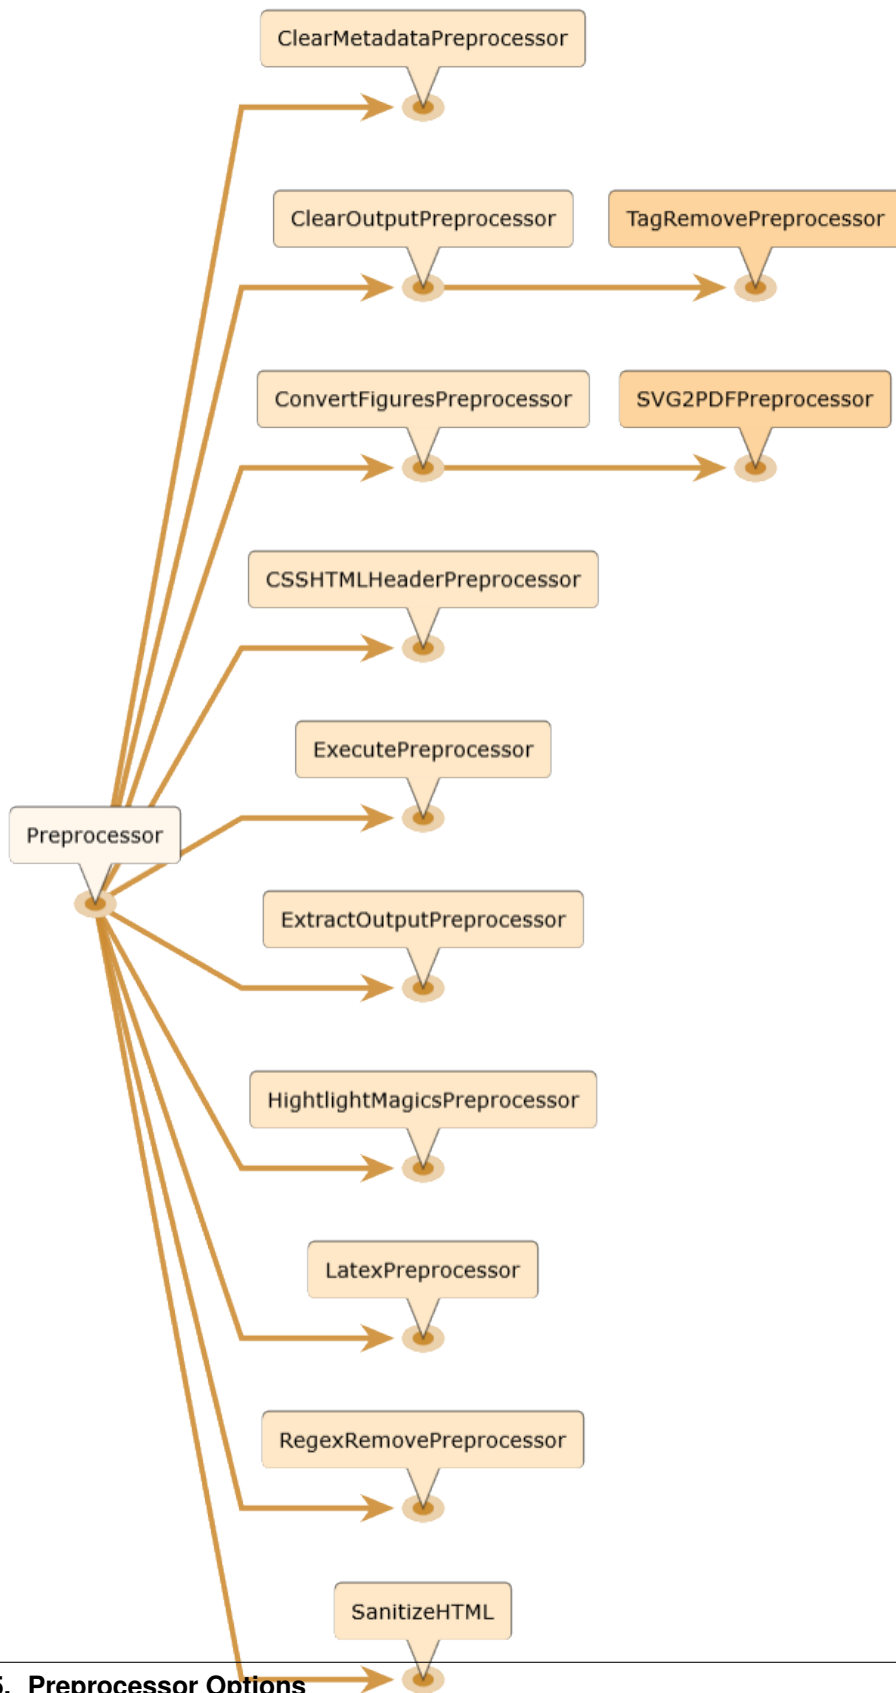 ClearMetadataPreprocessor
ClearOutputPreprocessor
TagRemovePreprocessor
ConvertFiguresPreprocessor
SVG2PDFPreprocessor
CSSHTMLHeaderPreprocessor
ExecutePreprocessor
Preprocessor
ExtractOutputPreprocessor
HightlightMagicsPreprocessor
LatexPreprocessor
RegexRemovePreprocessor
SanitizeHTML
. Preprocessor Options